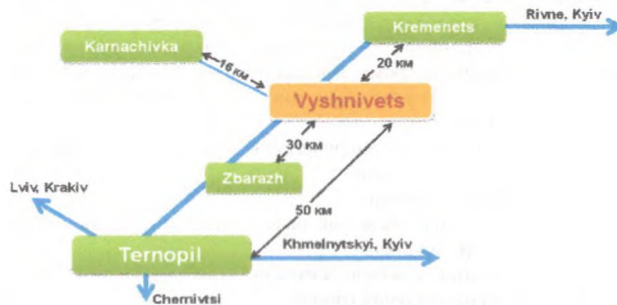 Rivne, Kyiv
Kremenets
Karnachivka
16 км
20 км
Vyshnivets
30 км
Zbarazh
Lviv, Krakiv
50 км
Ternopil
Khmelnytskyi, Kyiv
Chernivtsi